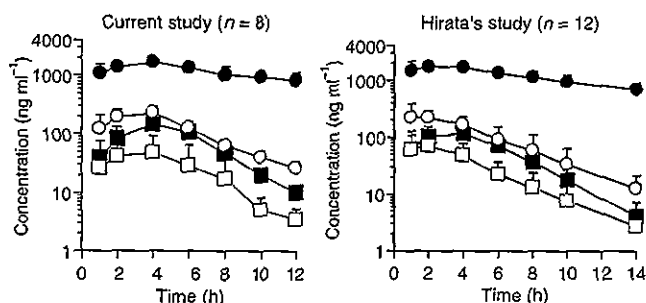 Current study (n = 8)
Concentration (ng ml⁻¹)
4000
1000
100
10
1
0 2 4 6 8 10 12
Time (h)
Hirata's study (n = 12)
Concentration (ng ml⁻¹)
4000
1000
100
10
1
0 2 4 6 8 10 12 14
Time (h)